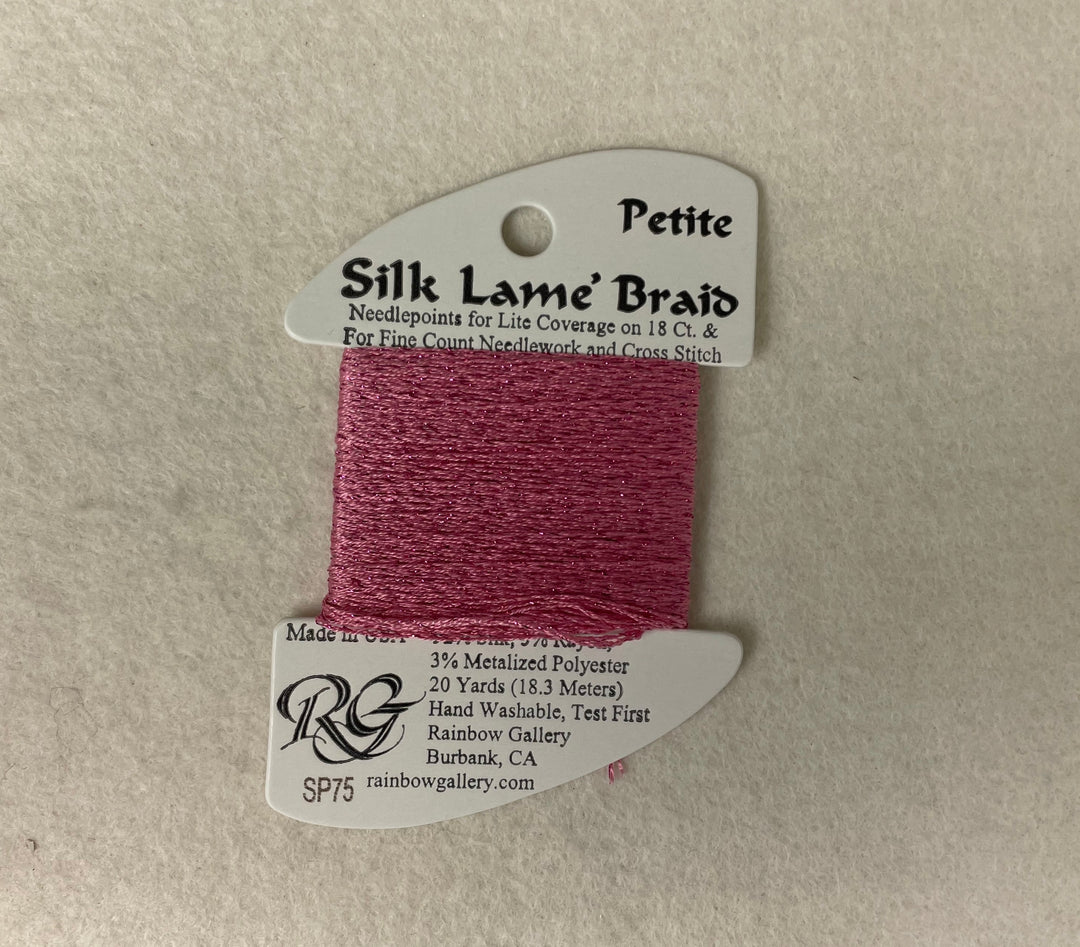 Petite
Silk Lame' Braid
Needlepoints for Lite Coverage on 18 Ct. &
For Fine Count Needlework and Cross Stitch
Made in USA
3% Metalized Polyester
20 Yards (18.3 Meters)
Hand Washable, Test First
Rainbow Gallery
Burbank, CA
RG
SP75 rainbowgallery.com